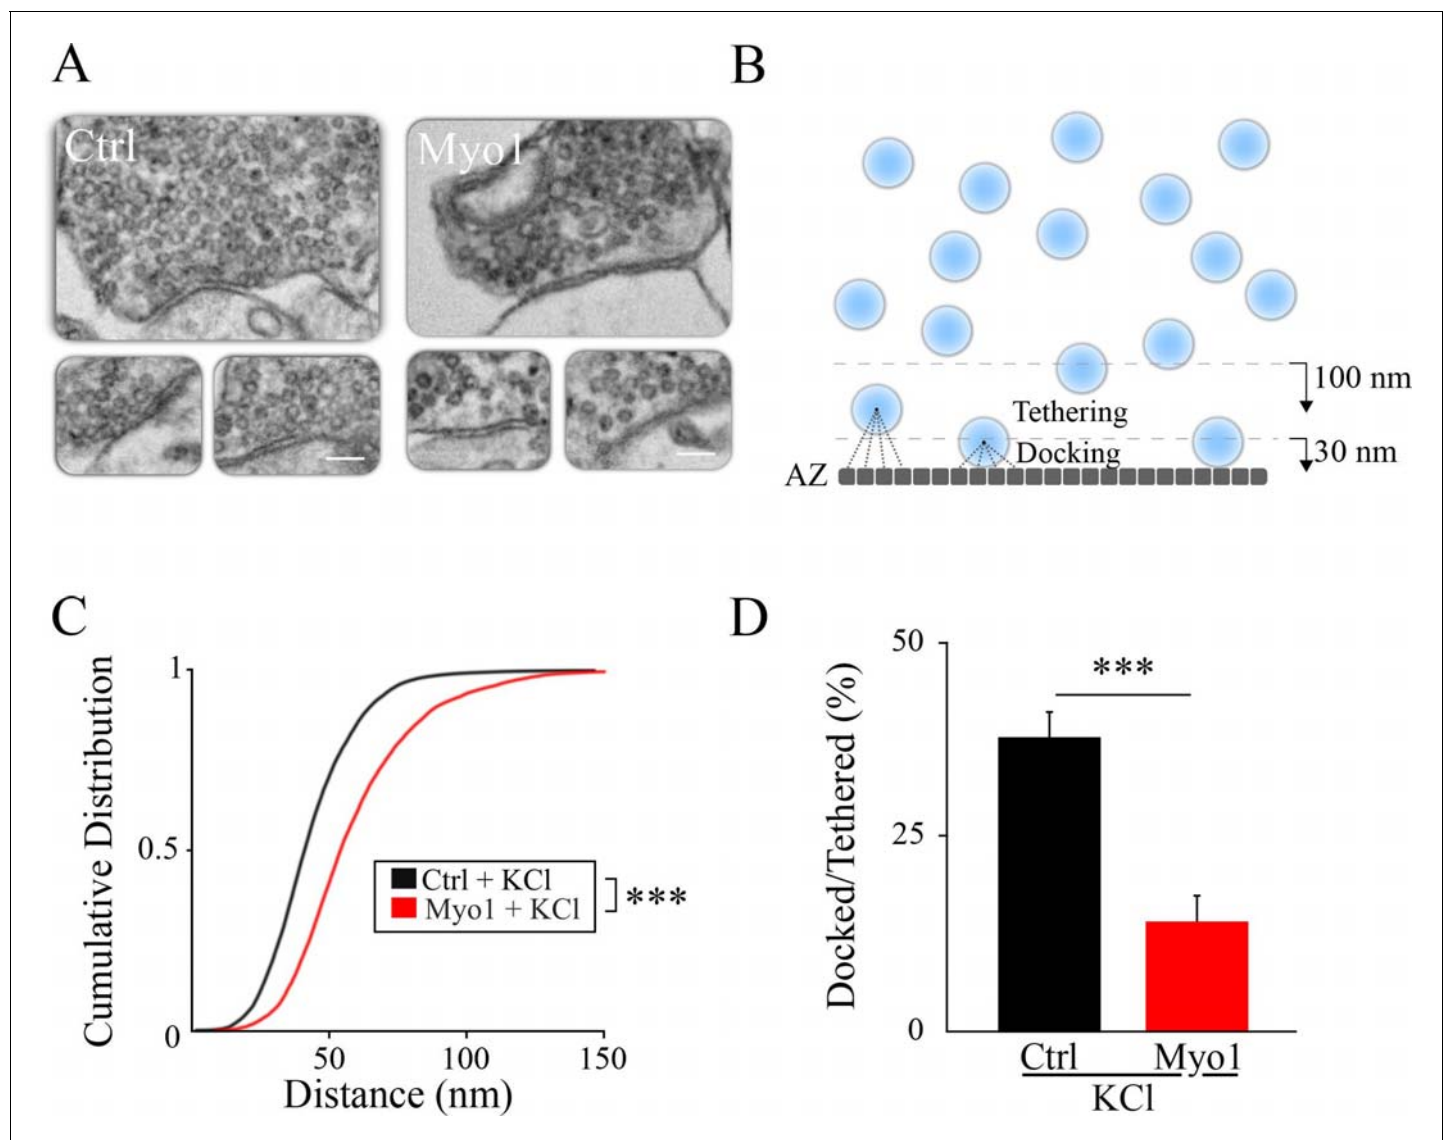 A
Ctrl
Myo1
B
100 nm
Tethering
Docking
30 nm
AZ
C
Cumulative Distribution
1
0.5
0
Ctrl + KCl
Myo1 + KCl
***
50
100
150
Distance (nm)
D
Docked/Tethered (%)
50
25
0
***
Ctrl
Myo1
KCl